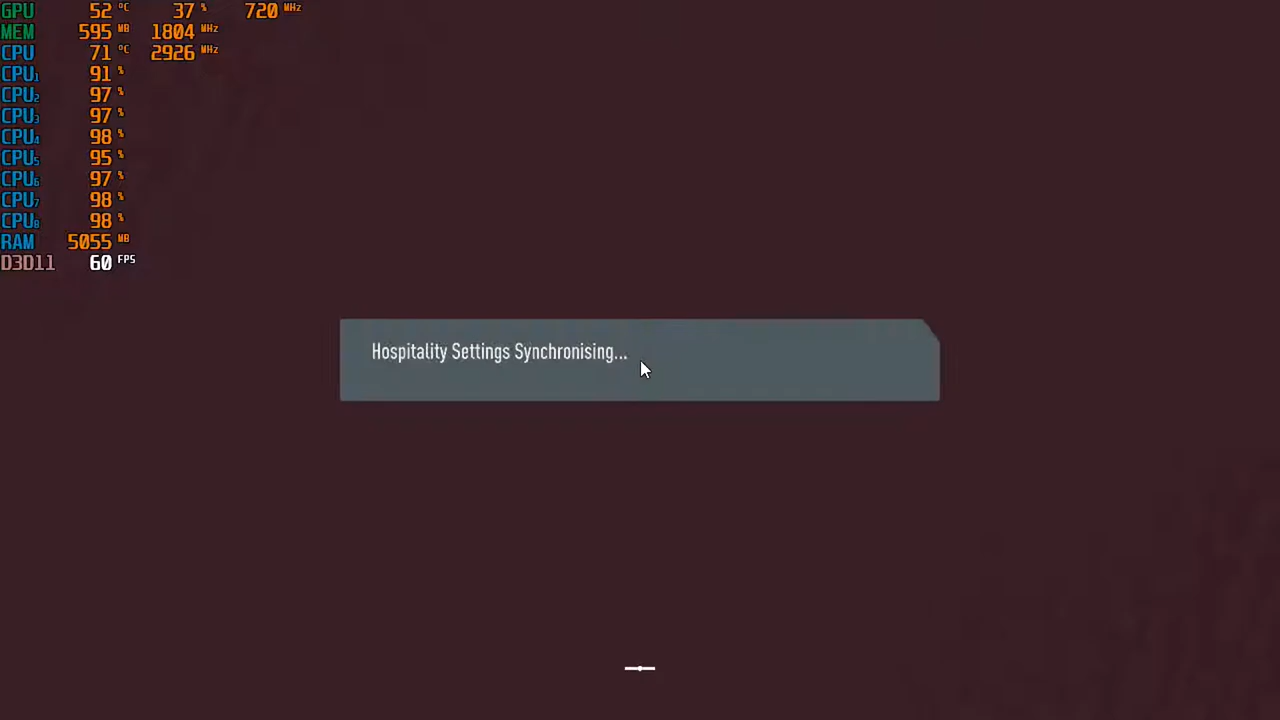 GPU 52 °C 37 % 720 MHz
MEM 595 MB 1804 MHz
CPU 71 °C 2926 MHz
CPU1 91 %
CPU2 97 %
CPU3 97 %
CPU4 98 %
CPU5 95 %
CPU6 97 %
CPU7 98 %
CPU8 98 %
RAM 5055 MB
D3D11 60 FPS
Hospitality Settings Synchronising...